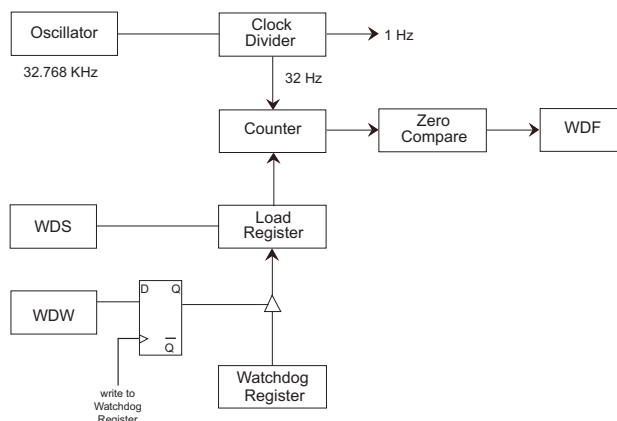 Oscillator
Clock
Divider
1 Hz
32.768 KHz
32 Hz
Counter
Zero
Compare
WDF
WDS
Load
Register
D Q
WDW
Q
Watchdog
Register
write to
Watchdog
Register